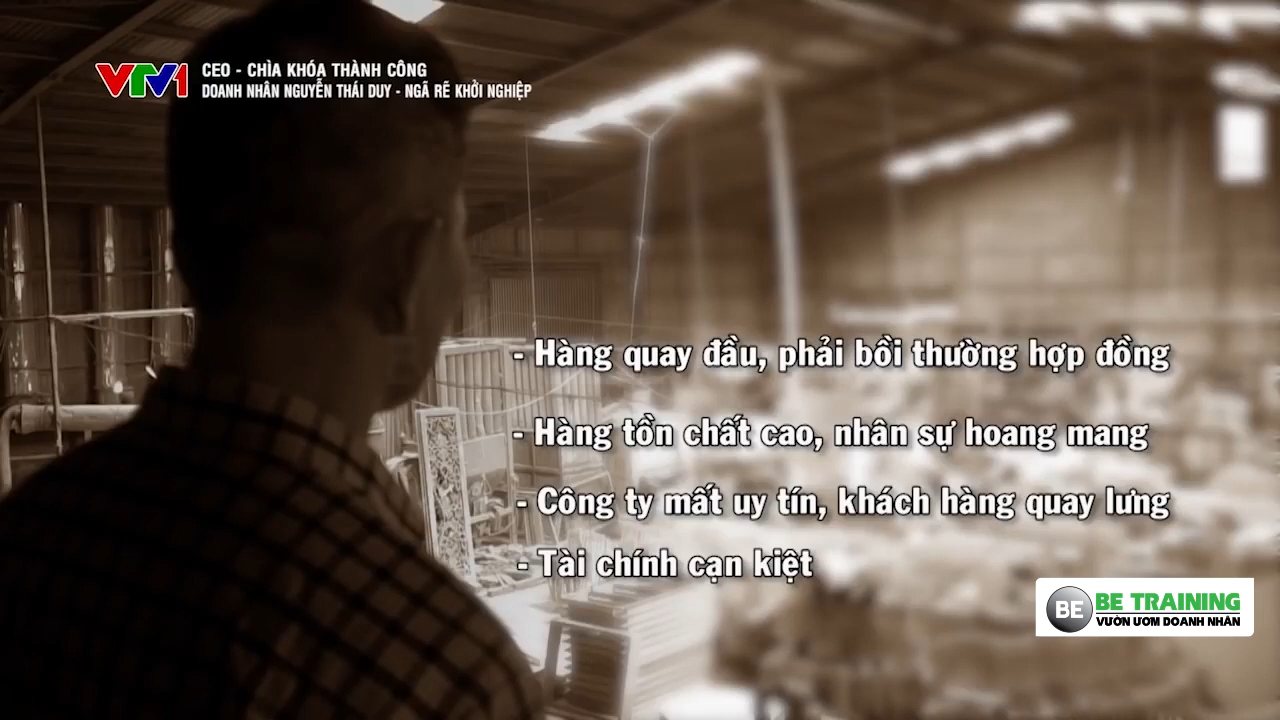 VTV1
CEO - CHÌA KHÓA THÀNH CÔNG
DOANH NHÂN NGUYỄN THÁI DUY - NGÃ RẼ KHỞI NGHIỆP
- Hàng quay đầu, phải bồi thường hợp đồng
- Hàng tồn chất cao, nhân sự hoang mang
- Công ty mất uy tín, khách hàng quay lưng
- Tài chính cạn kiệt
BE BE TRAINING
VƯỜN ƯƠM DOANH NHÂN